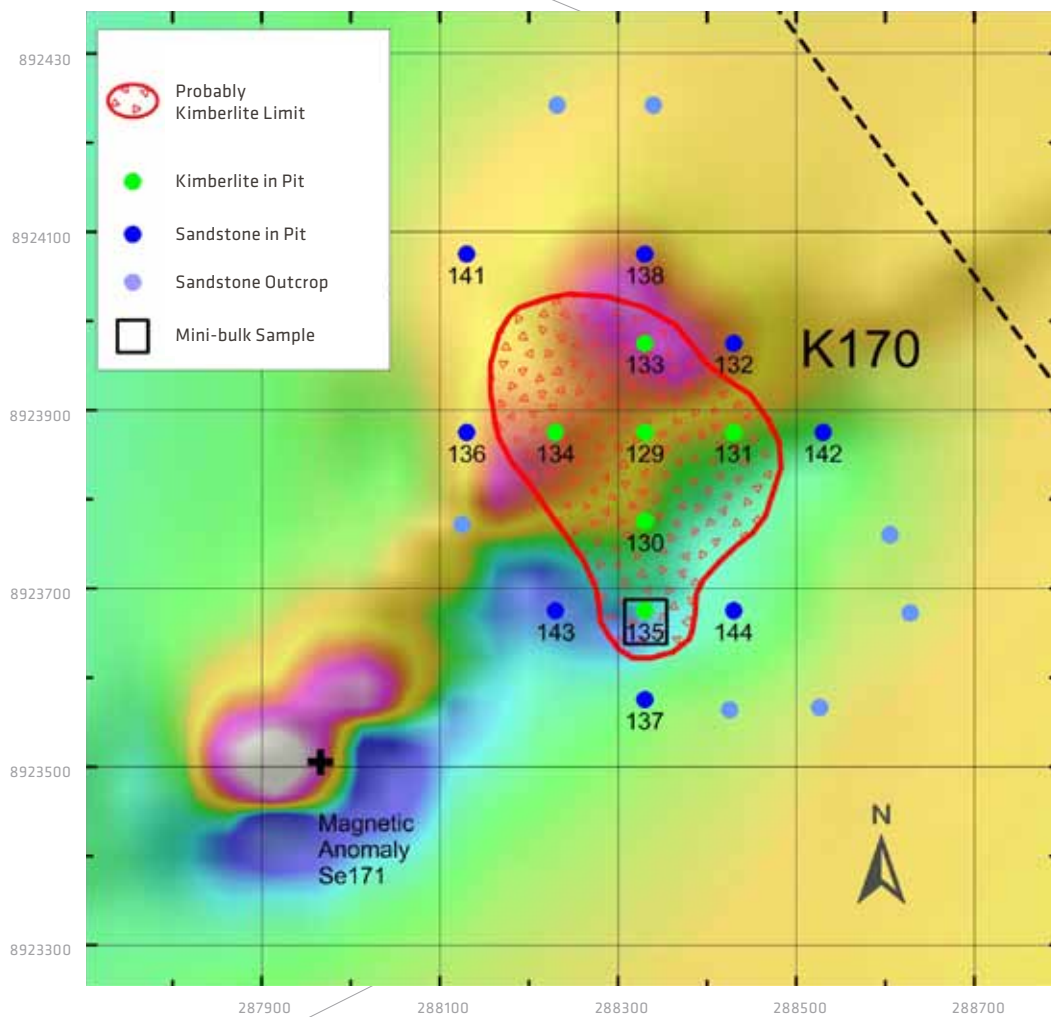 892430
Probably
Kimberlite Limit
Kimberlite in Pit
Sandstone in Pit
Sandstone Outcrop
Mini-bulk Sample
8924100
141
138
133
132
K170
8923900
136
134
129
131
142
130
8923700
143
135
144
137
8923500
Magnetic
Anomaly
Se171
N
8923300
287900
288100
288300
288500
288700